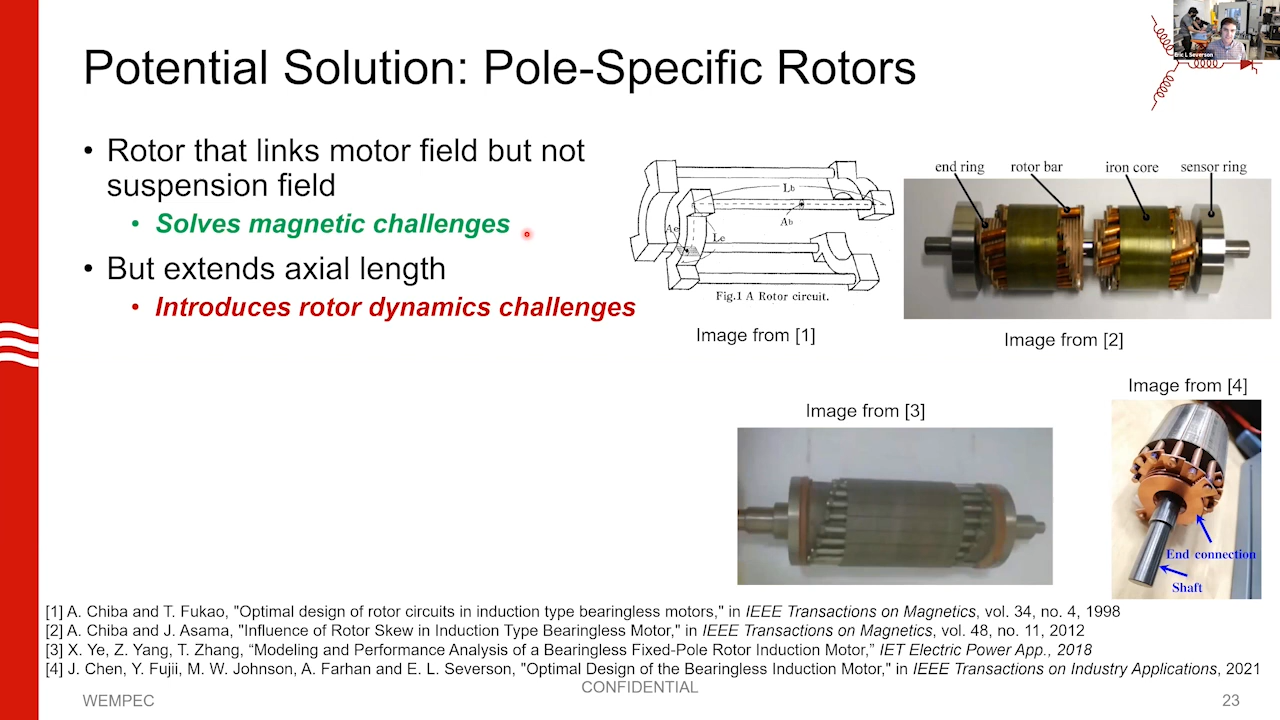 Eric L Severson
Potential Solution: Pole-Specific Rotors
• Rotor that links motor field but not
suspension field
• Solves magnetic challenges
• But extends axial length
• Introduces rotor dynamics challenges
Lb
Ab
Ae
Le
Fig.1 A Rotor circuit.
Image from [1]
end ring rotor bar iron core sensor ring
Image from [2]
Image from [3]
Image from [4]
End connection
Shaft
[1] A. Chiba and T. Fukao, "Optimal design of rotor circuits in induction type bearingless motors," in IEEE Transactions on Magnetics, vol. 34, no. 4, 1998
[2] A. Chiba and J. Asama, "Influence of Rotor Skew in Induction Type Bearingless Motor," in IEEE Transactions on Magnetics, vol. 48, no. 11, 2012
[3] X. Ye, Z. Yang, T. Zhang, “Modeling and Performance Analysis of a Bearingless Fixed-Pole Rotor Induction Motor,” IET Electric Power App., 2018
[4] J. Chen, Y. Fujii, M. W. Johnson, A. Farhan and E. L. Severson, "Optimal Design of the Bearingless Induction Motor," in IEEE Transactions on Industry Applications, 2021
CONFIDENTIAL
WEMPEC
23